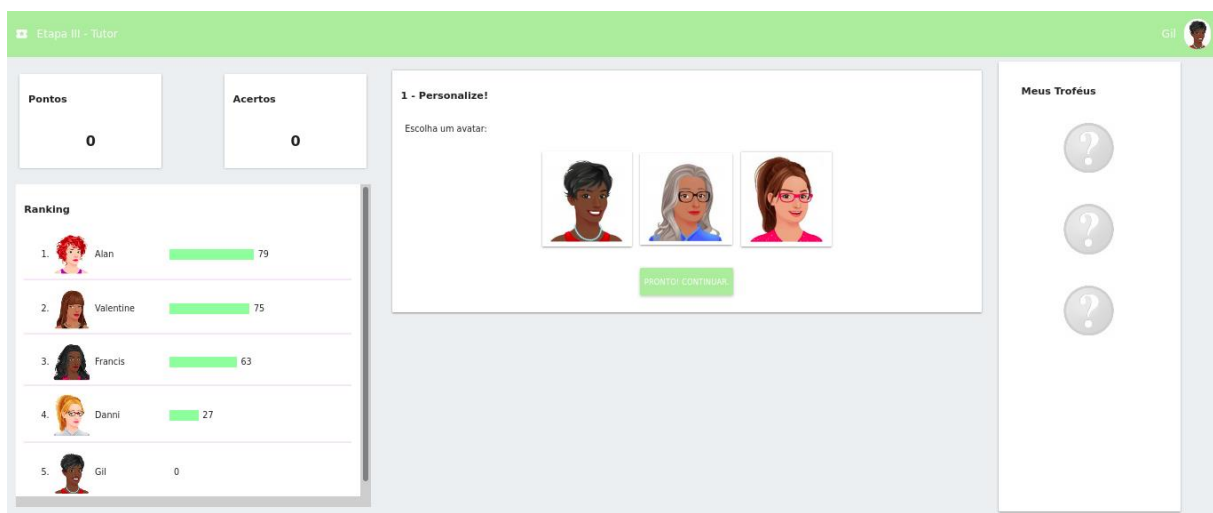 Etapa III - Tutor
Gil
Pontos
0
Acertos
0
Ranking
1. Alan 79
2. Valentine 75
3. Francis 63
4. Danni 27
5. Gil 0
1 - Personalize!
Escolha um avatar:
PRONTO! CONTINUAR.
Meus Troféus
?
?
?